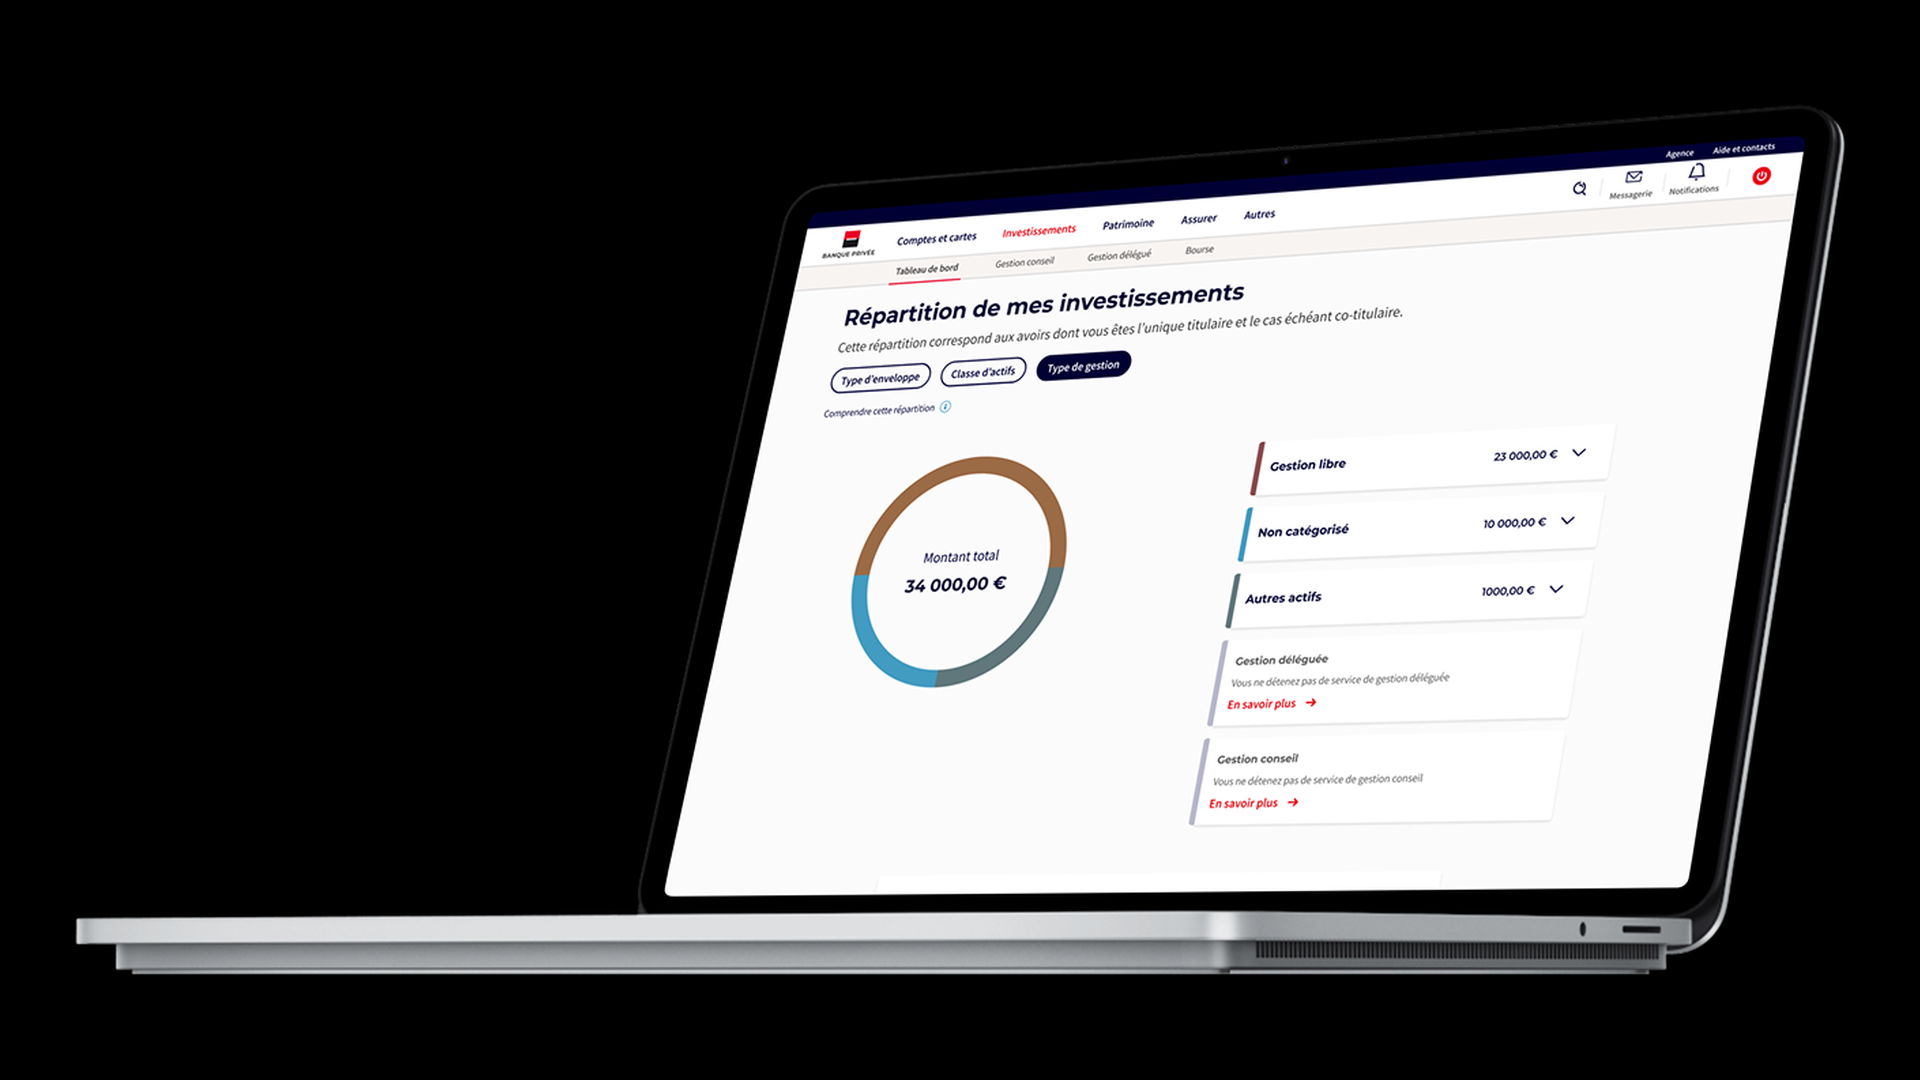 Agence Aide et contacts
BANQUE PRIVÉE
Comptes et cartes Investissements Patrimoine Assurer Autres
Messagerie Notifications
Tableau de bord Gestion conseil Gestion délégué Bourse
Répartition de mes investissements
Cette répartition correspond aux avoirs dont vous êtes l'unique titulaire et le cas échéant co-titulaire.
Type d'enveloppe Classe d'actifs Type de gestion
Comprendre cette répartition
Montant total
34 000,00 €
Gestion libre 23 000,00 €
Non catégorisé 10 000,00 €
Autres actifs 1000,00 €
Gestion déléguée
Vous ne détenez pas de service de gestion déléguée
En savoir plus
Gestion conseil
Vous ne détenez pas de service de gestion conseil
En savoir plus